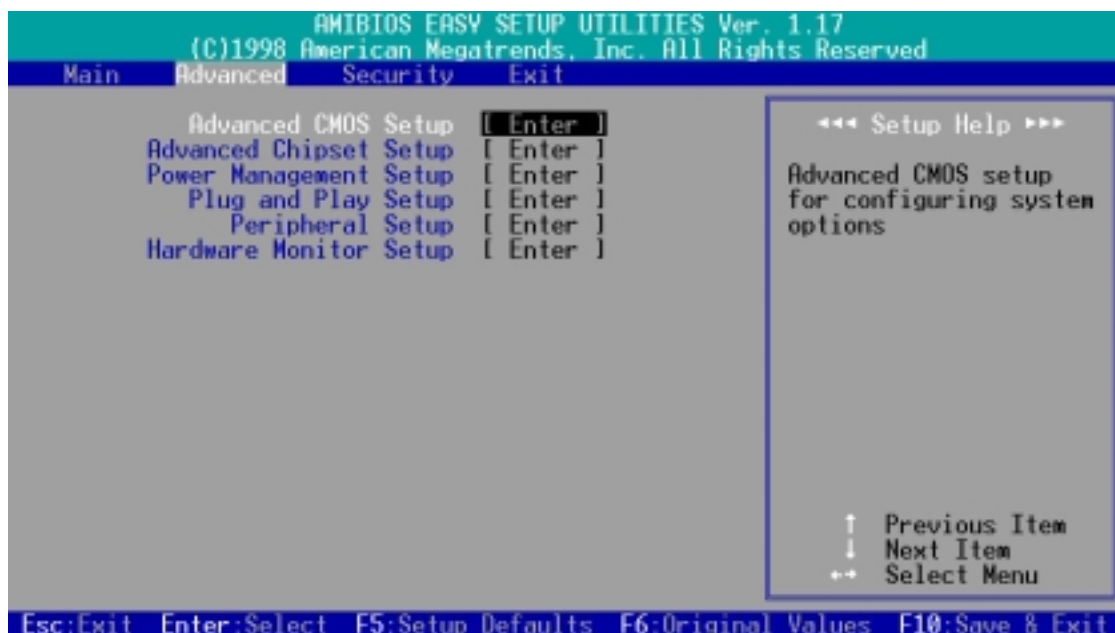 AMIBIOS EASY SETUP UTILITIES Ver. 1.17
(C)1998 American Megatrends, Inc. All Rights Reserved
Main Advanced Security Exit
Advanced CMOS Setup [ Enter ]
Advanced Chipset Setup [ Enter ]
Power Management Setup [ Enter ]
Plug and Play Setup [ Enter ]
Peripheral Setup [ Enter ]
Hardware Monitor Setup [ Enter ]
◄◄◄ Setup Help ►►►
Advanced CMOS setup
for configuring system
options
↑ Previous Item
↓ Next Item
←→ Select Menu
Esc:Exit Enter:Select F5:Setup Defaults F6:Original Values F10:Save & Exit